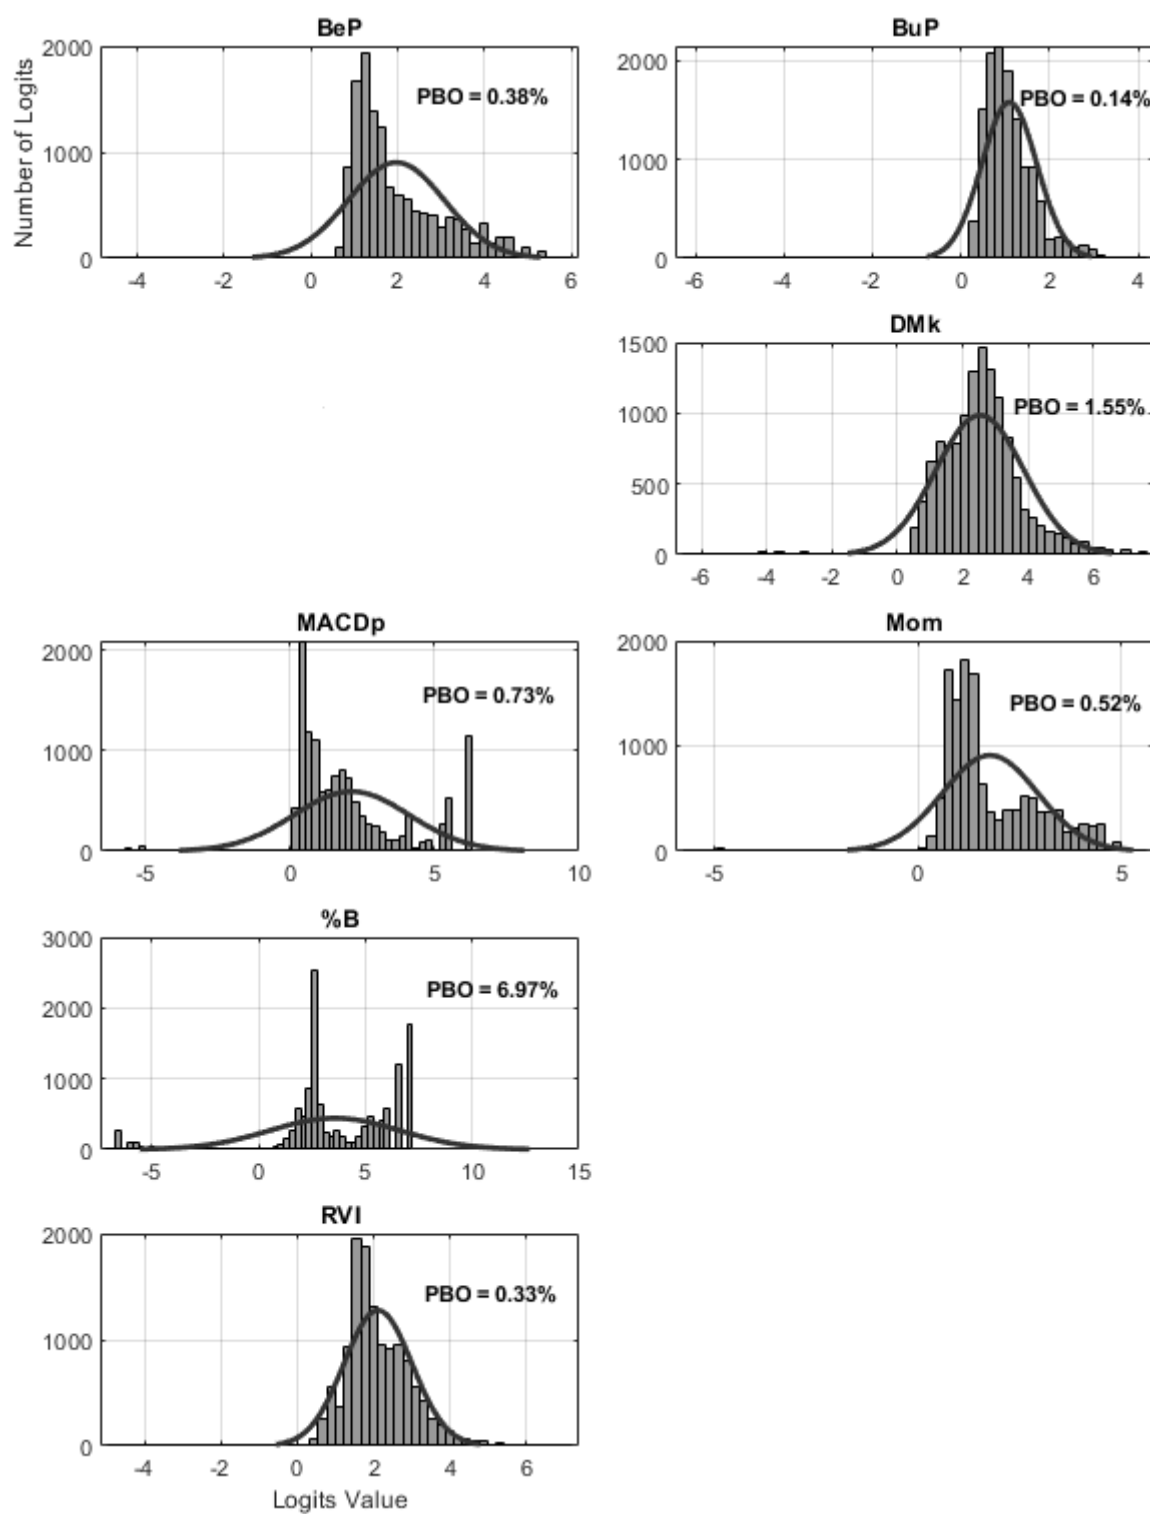 BeP
Number of Logits
2000
1000
0
PBO = 0.38%
-4 -2 0 2 4 6
BuP
2000
1000
0
PBO = 0.14%
-6 -4 -2 0 2 4
DMk
1500
1000
500
0
PBO = 1.55%
-6 -4 -2 0 2 4 6
MACDp
2000
1000
0
PBO = 0.73%
-5 0 5 10
Mom
2000
1000
0
PBO = 0.52%
-5 0 5
%B
3000
2000
1000
0
PBO = 6.97%
-5 0 5 10 15
RVI
2000
1000
0
PBO = 0.33%
-4 -2 0 2 4 6
Logits Value